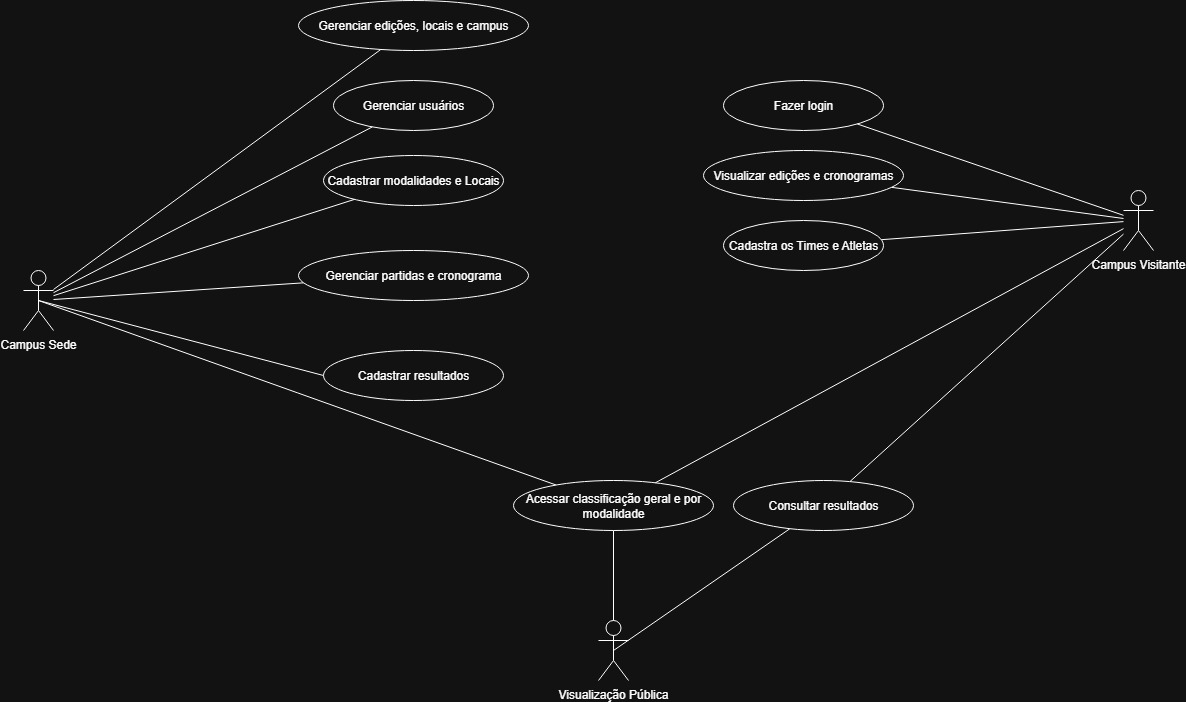 Gerenciar edições, locais e campus
Gerenciar usuários
Fazer login
Cadastrar modalidades e Locais
Visualizar edições e cronogramas
Cadastra os Times e Atletas
Campus Visitante
Gerenciar partidas e cronograma
Campus Sede
Cadastrar resultados
Acessar classificação geral e por
modalidade
Consultar resultados
Visualização Pública